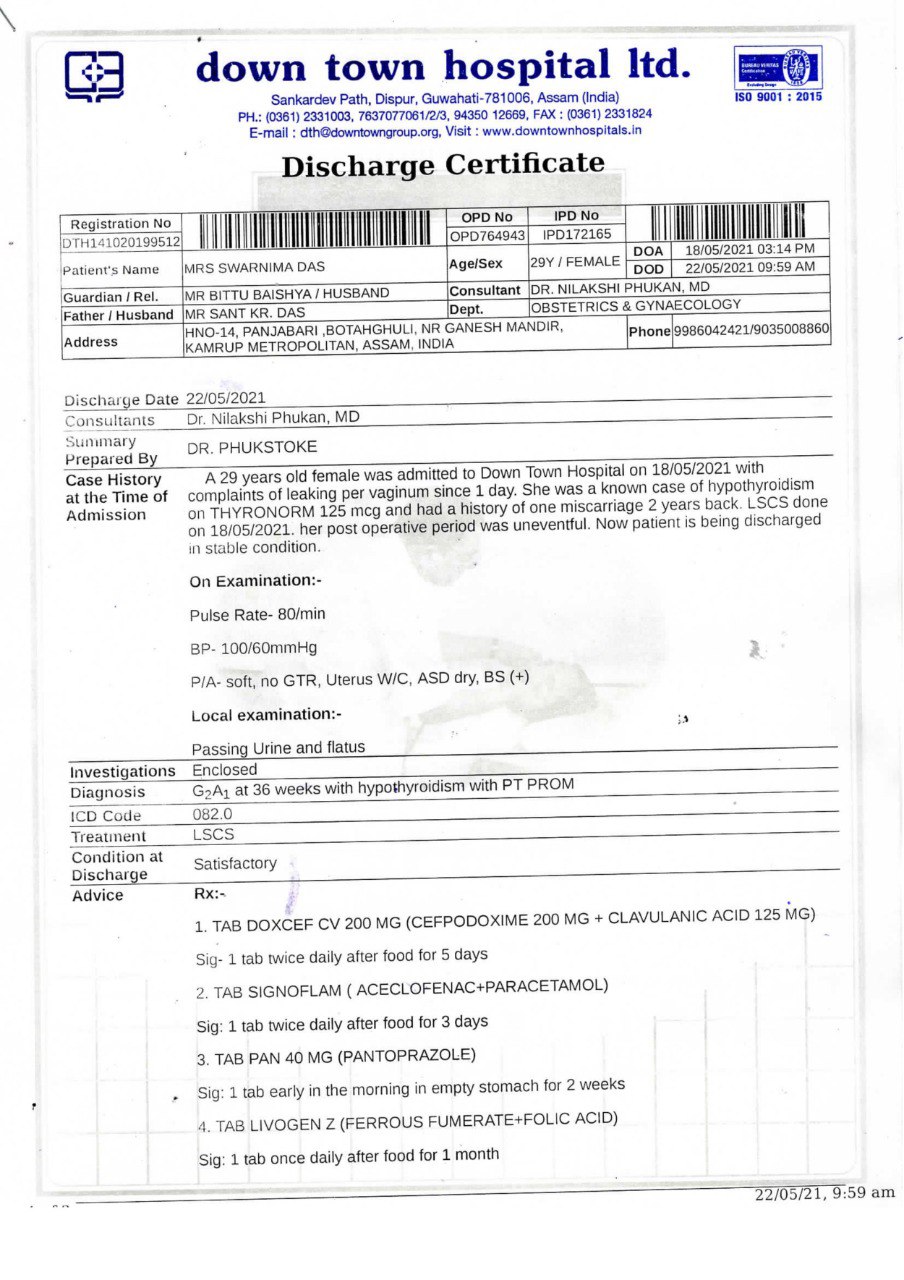 down town hospital ltd.
Sankardev Path, Dispur, Guwahati-781006, Assam (India)
PH.: (0361) 2331003, 7637077061/2/3, 94350 12669, FAX : (0361) 2331824
E-mail : dth@downtowngroup.org, Visit : www.downtownhospitals.in
BUREAU VERITAS
Certification
ISO 9001 : 2015
Discharge Certificate
Registration No
DTH141020199512
OPD No
OPD764943
IPD No
IPD172165
DOA 18/05/2021 03:14 PM
DOD 22/05/2021 09:59 AM
Patient's Name MRS SWARNIMA DAS
Age/Sex 29Y / FEMALE
Guardian / Rel. MR BITTU BAISHYA / HUSBAND
Consultant DR. NILAKSHI PHUKAN, MD
Father / Husband MR SANT KR. DAS
Dept. OBSTETRICS & GYNAECOLOGY
Address HNO-14, PANJABARI ,BOTAHGHULI, NR GANESH MANDIR,
KAMRUP METROPOLITAN, ASSAM, INDIA
Phone 9986042421/9035008860
Discharge Date 22/05/2021
Consultants Dr. Nilakshi Phukan, MD
Summary
Prepared By DR. PHUKSTOKE
Case History
at the Time of
Admission
A 29 years old female was admitted to Down Town Hospital on 18/05/2021 with
complaints of leaking per vaginum since 1 day. She was a known case of hypothyroidism
on THYRONORM 125 mcg and had a history of one miscarriage 2 years back. LSCS done
on 18/05/2021. her post operative period was uneventful. Now patient is being discharged
in stable condition.
On Examination:-
Pulse Rate- 80/min
BP- 100/60mmHg
P/A- soft, no GTR, Uterus W/C, ASD dry, BS (+)
Local examination:-
Passing Urine and flatus
Investigations Enclosed
Diagnosis G₂A₁ at 36 weeks with hypothyroidism with PT PROM
ICD Code 082.0
Treatment LSCS
Condition at
Discharge Satisfactory
Advice Rx:-
1. TAB DOXCEF CV 200 MG (CEFPODOXIME 200 MG + CLAVULANIC ACID 125 MG)
Sig- 1 tab twice daily after food for 5 days
2. TAB SIGNOFLAM ( ACECLOFENAC+PARACETAMOL)
Sig: 1 tab twice daily after food for 3 days
3. TAB PAN 40 MG (PANTOPRAZOLE)
Sig: 1 tab early in the morning in empty stomach for 2 weeks
4. TAB LIVOGEN Z (FERROUS FUMERATE+FOLIC ACID)
Sig: 1 tab once daily after food for 1 month
22/05/21, 9:59 am